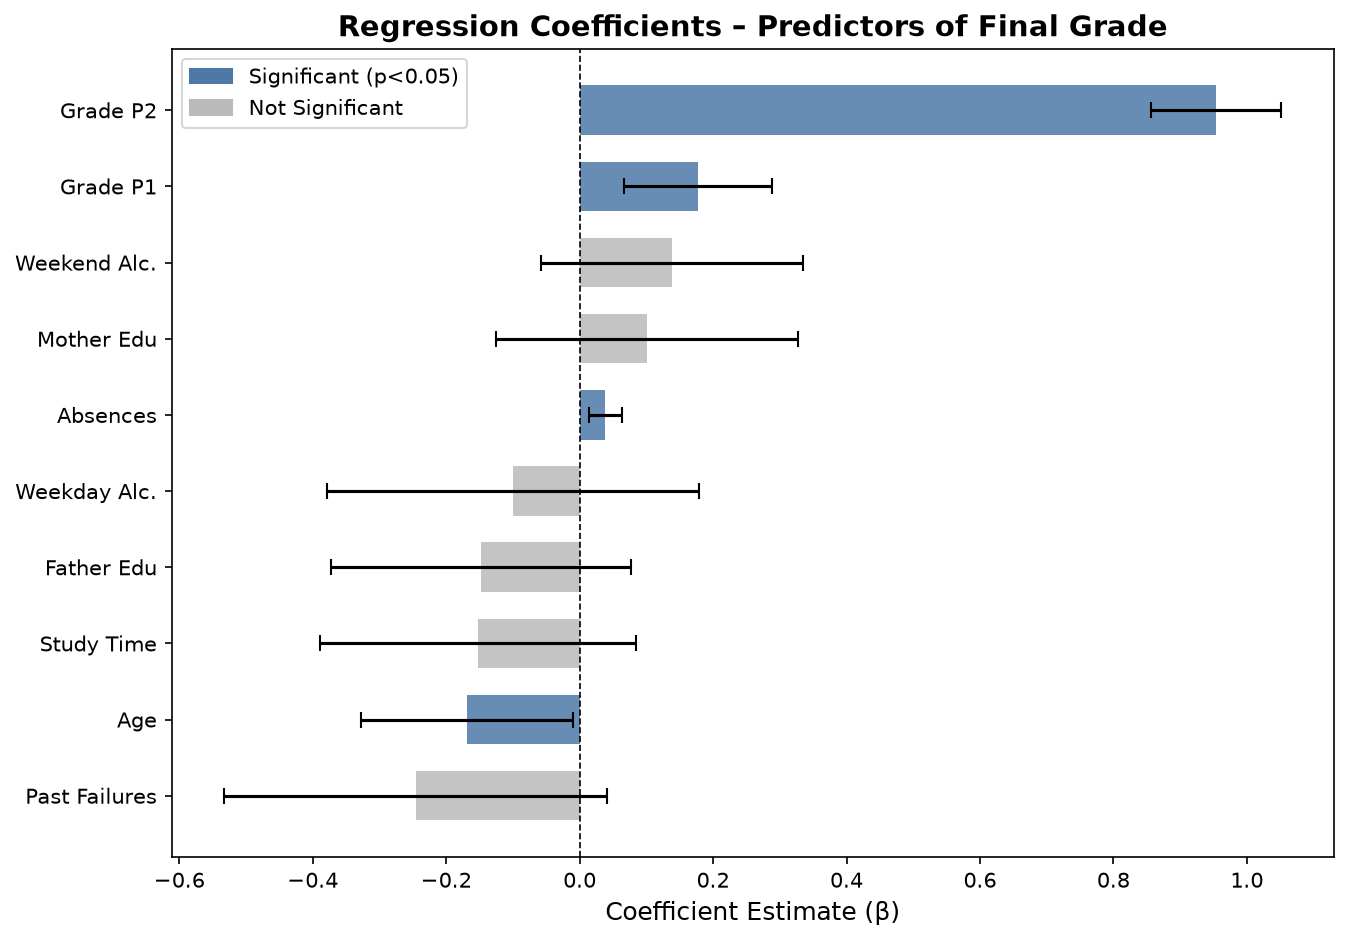 Regression Coefficients – Predictors of Final Grade
Significant (p<0.05)
Not Significant
Grade P2
Grade P1
Weekend Alc.
Mother Edu
Absences
Weekday Alc.
Father Edu
Study Time
Age
Past Failures
−0.6 −0.4 −0.2 0.0 0.2 0.4 0.6 0.8 1.0
Coefficient Estimate (β)